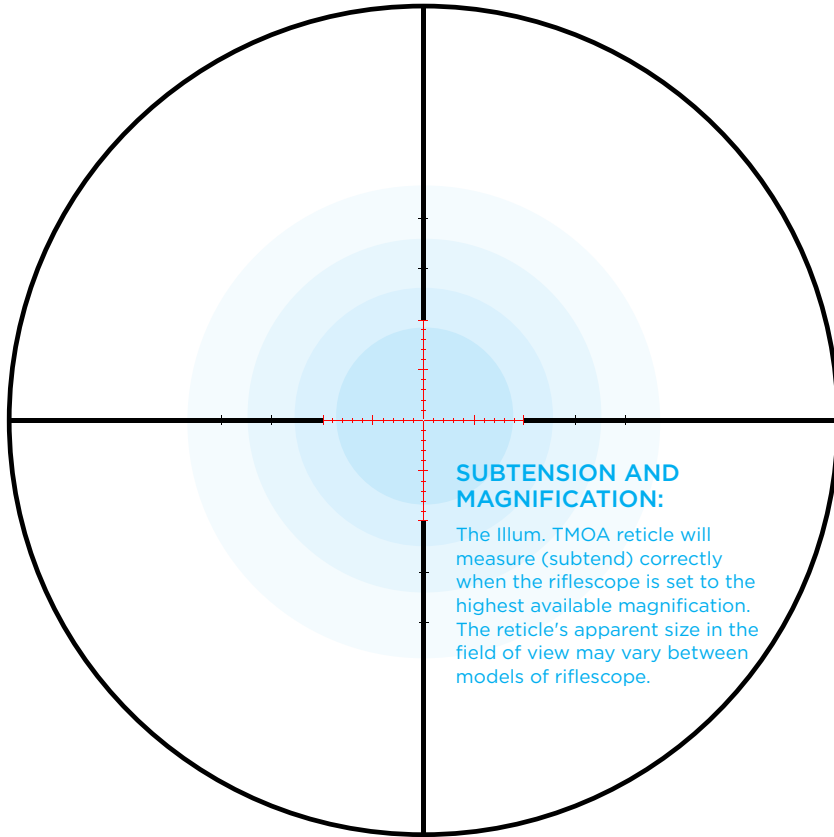 SUBTENSION AND
MAGNIFICATION:
The Illum. TMOA reticle will
measure (subtend) correctly
when the riflescope is set to the
highest available magnification.
The reticle's apparent size in the
field of view may vary between
models of riflescope.